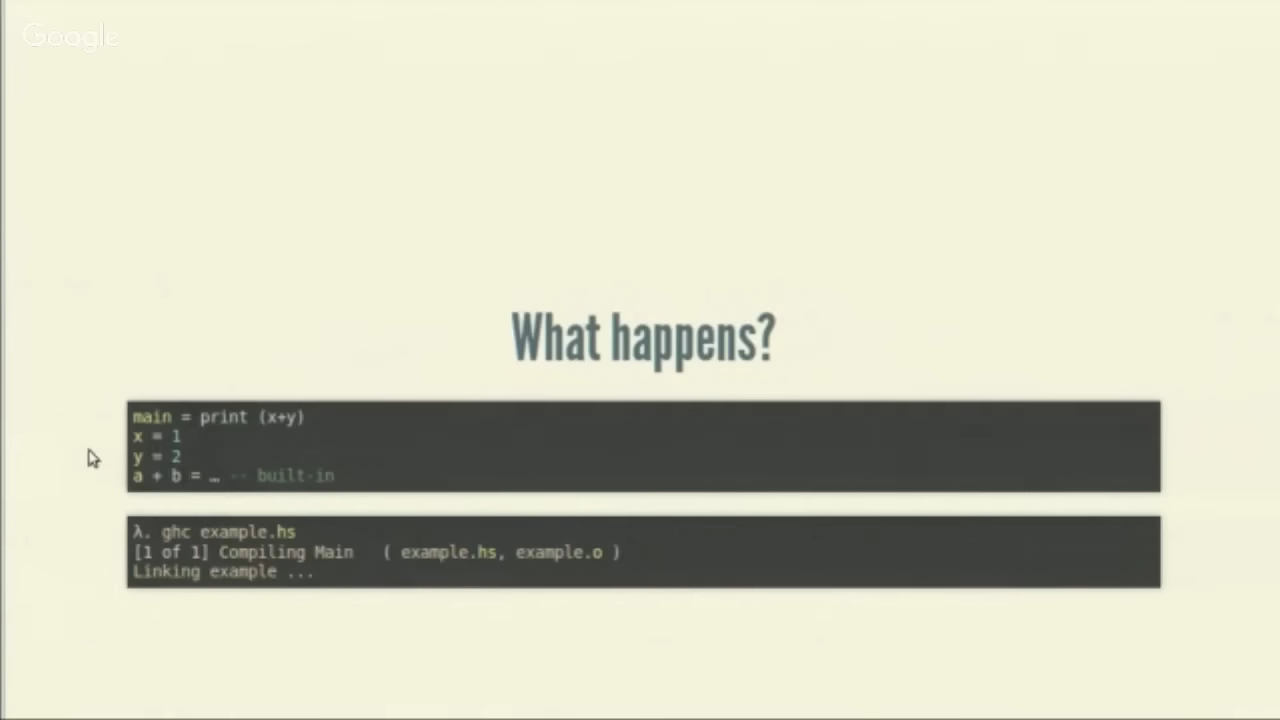 Google
What happens?
main = print (x+y)
x = 1
y = 2
a + b = … -- built-in
λ. ghc example.hs
[1 of 1] Compiling Main   ( example.hs, example.o )
Linking example ...